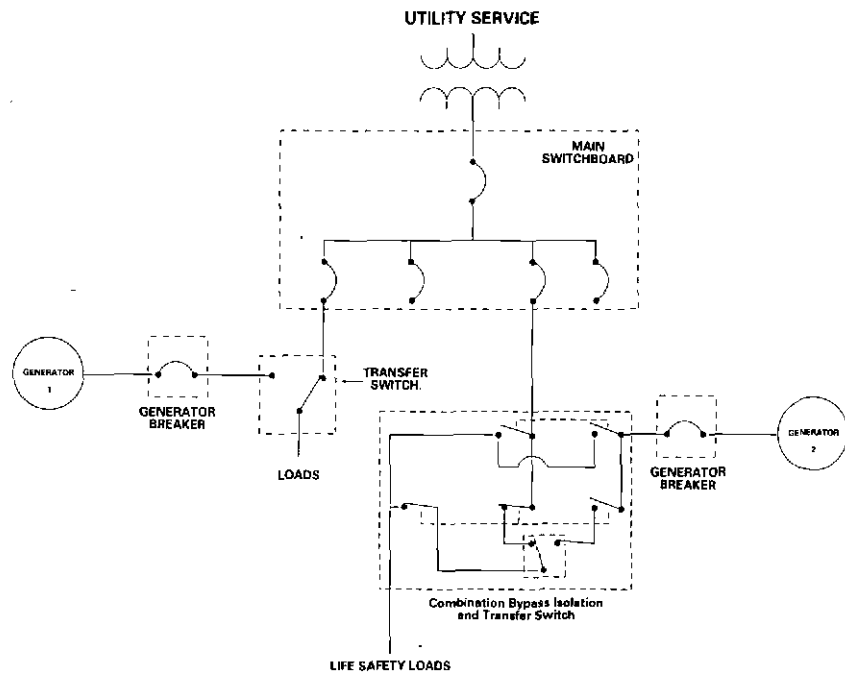 UTILITY SERVICE
MAIN
SWITCHBOARD
GENERATOR
1
GENERATOR
BREAKER
TRANSFER
SWITCH.
LOADS
GENERATOR
BREAKER
GENERATOR
2
Combination Bypass Isolation
and Transfer Switch
LIFE SAFETY LOADS